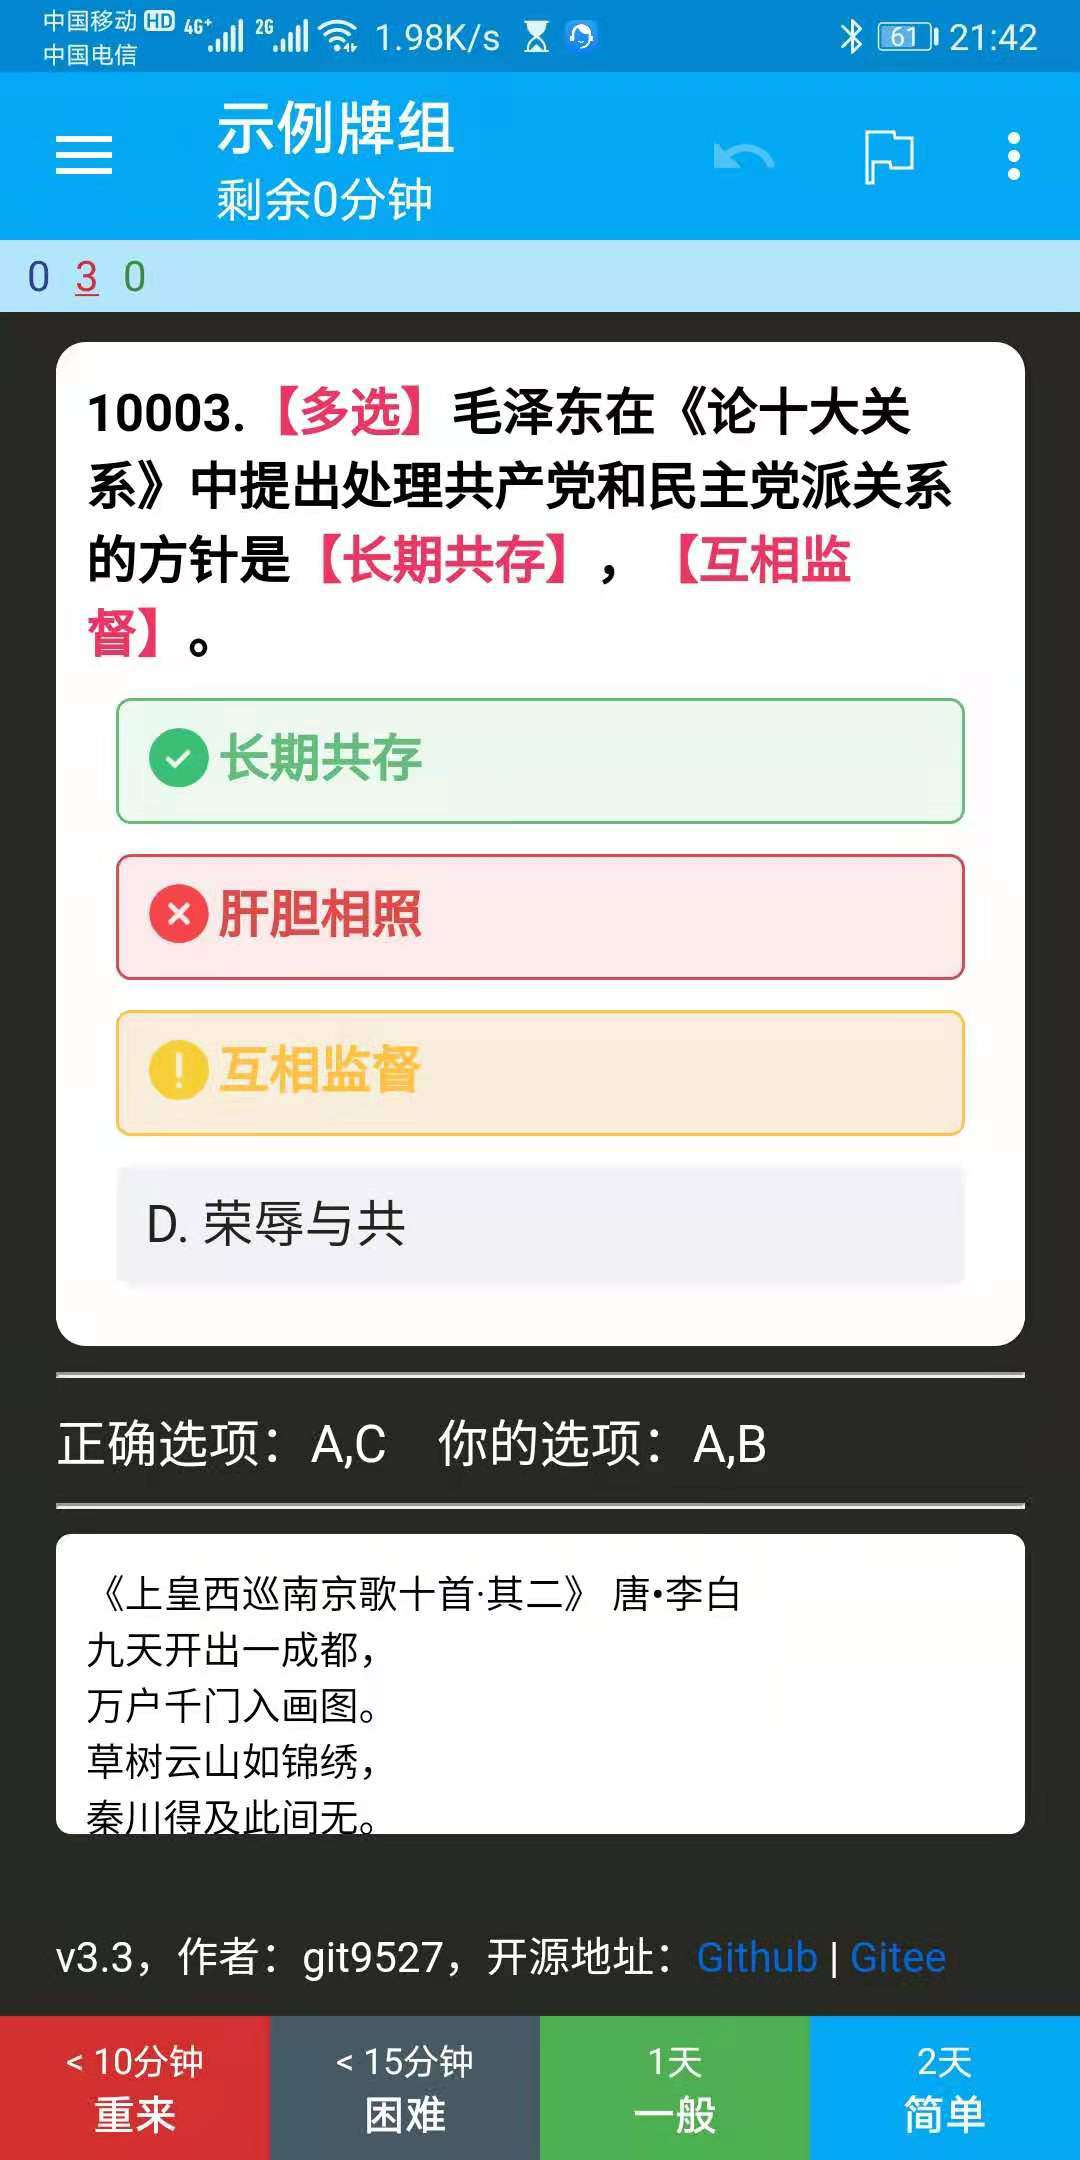 中国移动 HD 4G+ 2G 1.98K/s 61 21:42
中国电信
示例牌组
剩余0分钟
0 3 0
10003.【多选】毛泽东在《论十大关
系》中提出处理共产党和民主党派关系
的方针是【长期共存】，【互相监
督】。
长期共存
肝胆相照
互相监督
D. 荣辱与共
正确选项：A,C 你的选项：A,B
《上皇西巡南京歌十首·其二》 唐•李白
九天开出一成都，
万户千门入画图。
草树云山如锦绣，
秦川得及此间无。
v3.3，作者：git9527，开源地址：Github | Gitee
< 10分钟 < 15分钟 1天 2天
重来 困难 一般 简单